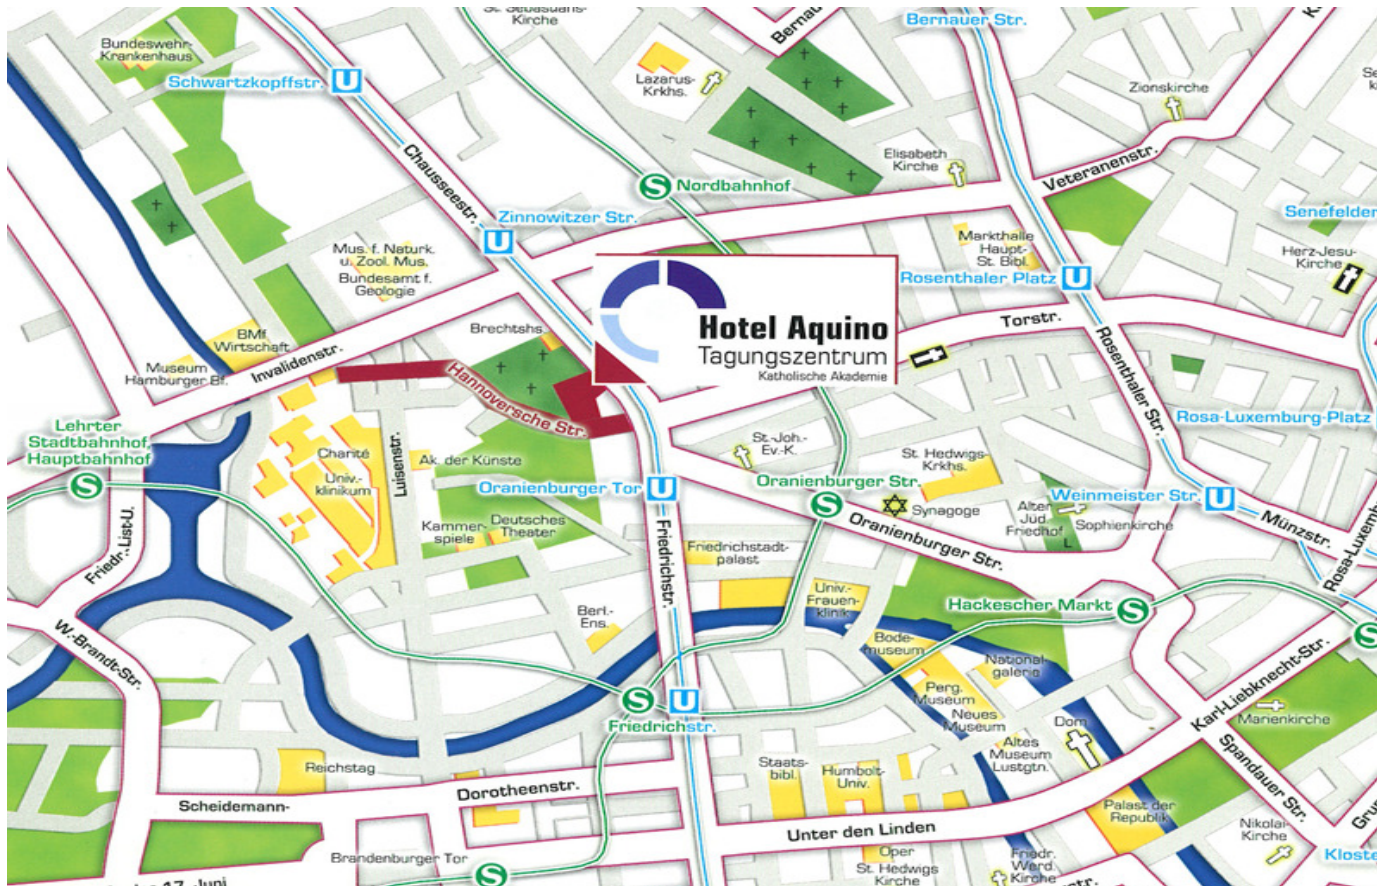 St. Sebastians-
Kirche
Bernau
Bernauer Str.
Bundeswehr-
Krankenhaus
Schwartzkopffstr.
U
Lazarus-
Krkhs.
Zionskirche
Chausseestr.
Elisabeth
Kirche
Veteranenstr.
S
Nordbahnhof
Zinnowitzer Str.
U
Senefelder
Mus. f. Naturk.
u. Zool. Mus.
Bundesamt f.
Geologie
Markthalle
Haupt-
St. Bibl.
Herz-Jesu-
Kirche
Rosenthaler Platz
U
Hotel Aquino
Tagungszentrum
Katholische Akademie
Brechtshs.
Torstr.
BMf.
Wirtschaft
Invalidenstr.
Museum
Hamburger Bf.
Hannoversche Str.
Rosenthaler Str.
Rosa-Luxemburg-Platz
Lehrter
Stadtbahnhof,
Hauptbahnhof
S
Charité
Univ.-
klinikum
Luisenstr.
Ak. der Künste
St.-Joh.-
Ev.-K.
St. Hedwigs-
Krkhs.
Oranienburger Tor
U
Oranienburger Str.
S
Weinmeister Str.
U
Synagoge
Alter
Jüd.
Friedhof
Sophienkirche
Münzstr.
Friedr.-List-U.
Kammer-
spiele
Deutsches
Theater
Friedrichstr.
Friedrichstadt-
palast
Oranienburger Str.
Rosa-Luxemb
Univ.-
Frauen-
klinik
Hackescher Markt
S
Berl.-
Ens.
Bode-
museum
National-
galerie
W.-Brandt-Str.
Karl-Liebknecht-Str.
S
Perg.
Museum
Neues
Museum
S
U
Friedrichstr.
Dom
Marienkirche
Altes
Museum
Lustgtn.
Spandauer Str.
Reichstag
Staats-
bibl.
Humbolt-
Univ.
Dorotheenstr.
Scheidemann-
Palast der
Republik
Unter den Linden
Nikolai-
Kirche
Gru
Kloste
Brandenburger Tor
S
Oper
St. Hedwigs
Kirche
Friedr.
Werd.
Kirche
17. Juni